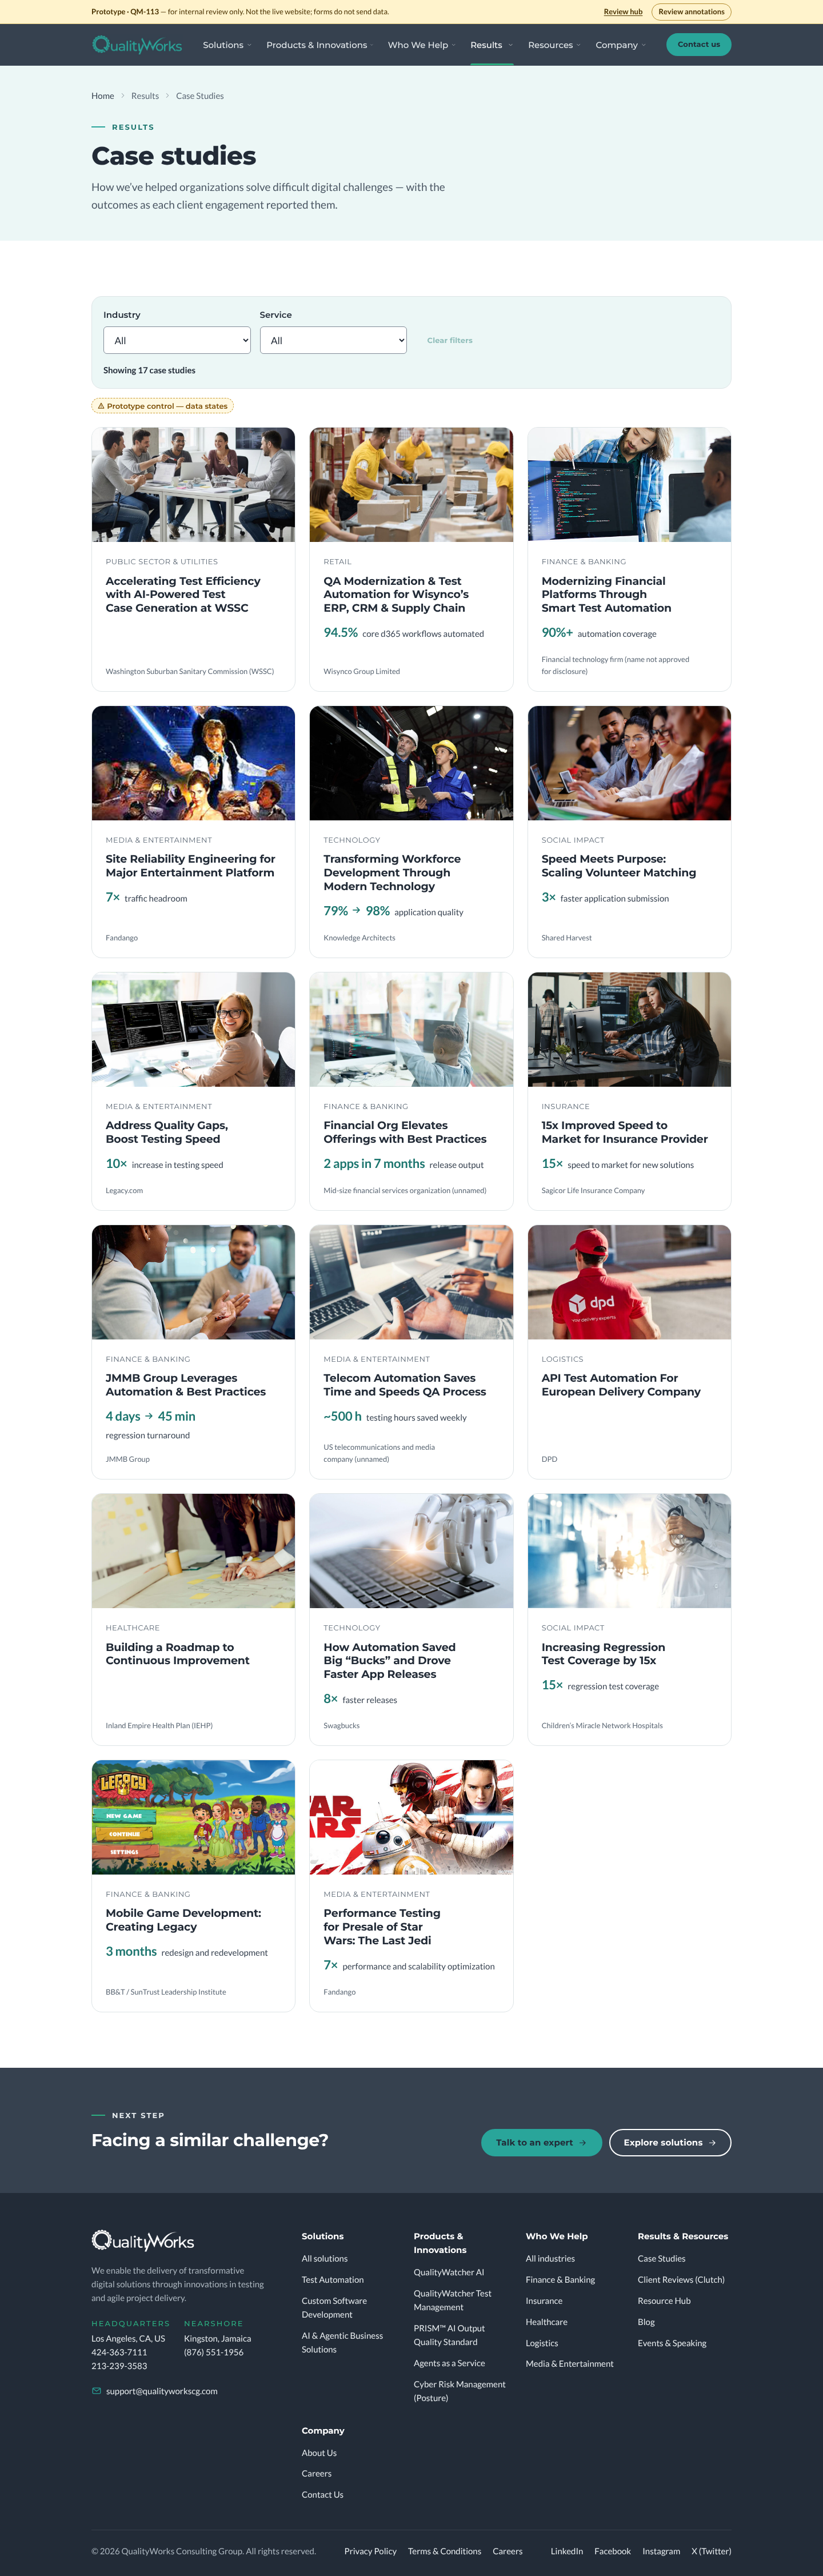 Prototype · QM-113 — for internal review only. Not the live website; forms do not send data.
Review hub
Review annotations
QualityWorks
Solutions
Products & Innovations
Who We Help
Results
Resources
Company
Contact us
Home
Results
Case Studies
RESULTS
Case studies
How we’ve helped organizations solve difficult digital challenges — with the
outcomes as each client engagement reported them.
Industry
Service
All
All
Clear filters
Showing 17 case studies
⚠ Prototype control — data states
PUBLIC SECTOR & UTILITIES
Accelerating Test Efficiency
with AI-Powered Test
Case Generation at WSSC
Washington Suburban Sanitary Commission (WSSC)
RETAIL
QA Modernization & Test
Automation for Wisynco’s
ERP, CRM & Supply Chain
94.5% core d365 workflows automated
Wisynco Group Limited
FINANCE & BANKING
Modernizing Financial
Platforms Through
Smart Test Automation
90%+ automation coverage
Financial technology firm (name not approved
for disclosure)
MEDIA & ENTERTAINMENT
Site Reliability Engineering for
Major Entertainment Platform
7× traffic headroom
Fandango
TECHNOLOGY
Transforming Workforce
Development Through
Modern Technology
79% → 98% application quality
Knowledge Architects
SOCIAL IMPACT
Speed Meets Purpose:
Scaling Volunteer Matching
3× faster application submission
Shared Harvest
MEDIA & ENTERTAINMENT
Address Quality Gaps,
Boost Testing Speed
10× increase in testing speed
Legacy.com
FINANCE & BANKING
Financial Org Elevates
Offerings with Best Practices
2 apps in 7 months release output
Mid-size financial services organization (unnamed)
INSURANCE
15x Improved Speed to
Market for Insurance Provider
15× speed to market for new solutions
Sagicor Life Insurance Company
FINANCE & BANKING
JMMB Group Leverages
Automation & Best Practices
4 days → 45 min
regression turnaround
JMMB Group
MEDIA & ENTERTAINMENT
Telecom Automation Saves
Time and Speeds QA Process
~500 h testing hours saved weekly
US telecommunications and media
company (unnamed)
dpd
your delivery experts
LOGISTICS
API Test Automation For
European Delivery Company
DPD
HEALTHCARE
Building a Roadmap to
Continuous Improvement
Inland Empire Health Plan (IEHP)
TECHNOLOGY
How Automation Saved
Big “Bucks” and Drove
Faster App Releases
8× faster releases
Swagbucks
SOCIAL IMPACT
Increasing Regression
Test Coverage by 15x
15× regression test coverage
Children’s Miracle Network Hospitals
LEGACY
NEW GAME
CONTINUE
SETTINGS
FINANCE & BANKING
Mobile Game Development:
Creating Legacy
3 months redesign and redevelopment
BB&T / SunTrust Leadership Institute
AR
ARS
MEDIA & ENTERTAINMENT
Performance Testing
for Presale of Star
Wars: The Last Jedi
7× performance and scalability optimization
Fandango
NEXT STEP
Facing a similar challenge?
Talk to an expert →
Explore solutions →
QualityWorks
We enable the delivery of transformative
digital solutions through innovations in testing
and agile project delivery.
HEADQUARTERS
Los Angeles, CA, US
424-363-7111
213-239-3583
NEARSHORE
Kingston, Jamaica
(876) 551-1956
support@qualityworkscg.com
Solutions
All solutions
Test Automation
Custom Software
Development
AI & Agentic Business
Solutions
Products &
Innovations
QualityWatcher AI
QualityWatcher Test
Management
PRISM™ AI Output
Quality Standard
Agents as a Service
Cyber Risk Management
(Posture)
Who We Help
All industries
Finance & Banking
Insurance
Healthcare
Logistics
Media & Entertainment
Results & Resources
Case Studies
Client Reviews (Clutch)
Resource Hub
Blog
Events & Speaking
Company
About Us
Careers
Contact Us
© 2026 QualityWorks Consulting Group. All rights reserved.
Privacy Policy
Terms & Conditions
Careers
LinkedIn
Facebook
Instagram
X (Twitter)